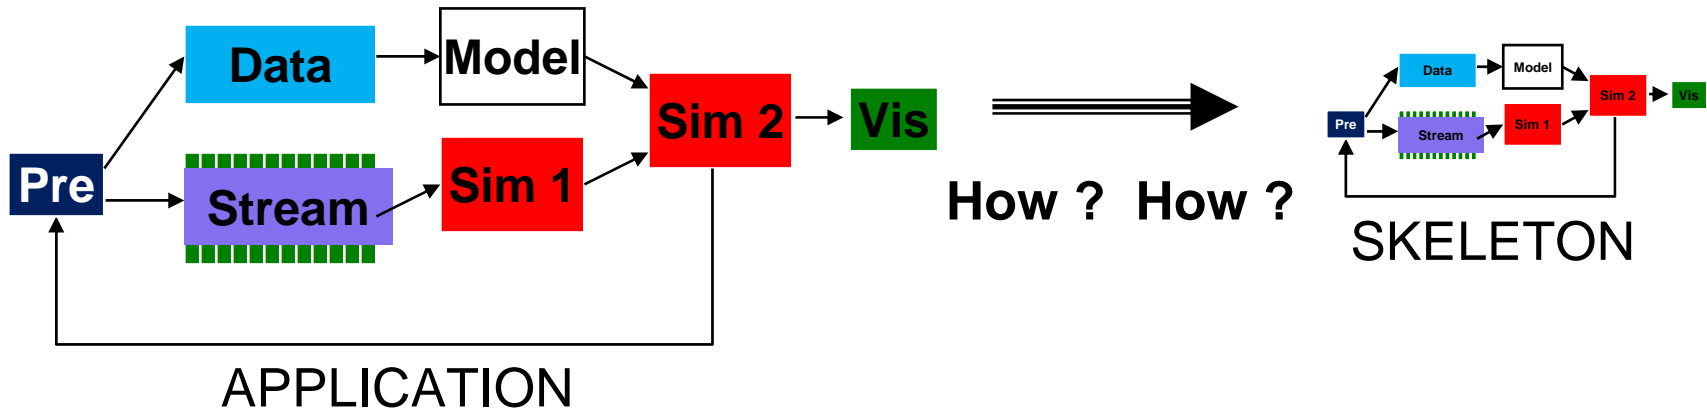 Data
Model
Sim 2
Vis
Pre
Stream
Sim 1
APPLICATION
How ? How ?
Data
Model
Sim 2
Vis
Pre
Stream
Sim 1
SKELETON